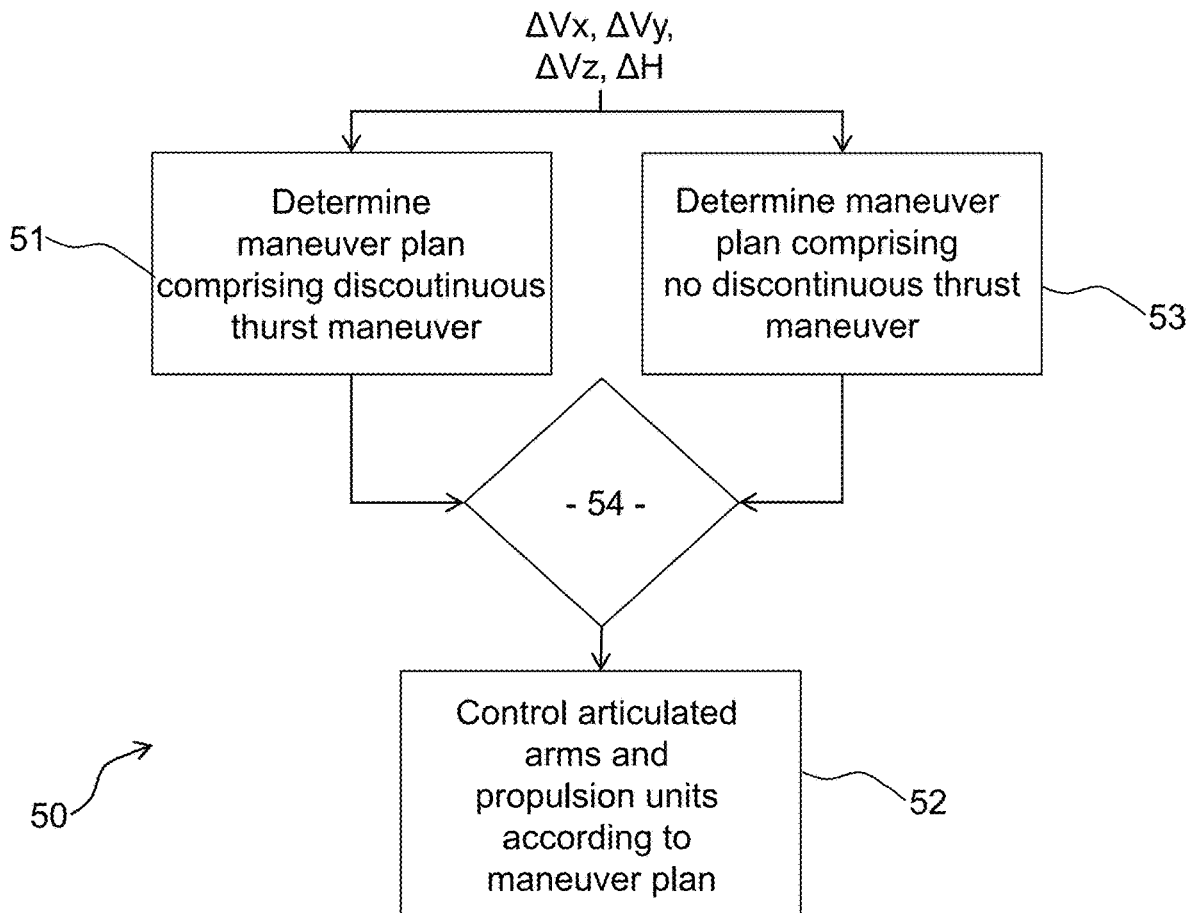 ΔVx, ΔVy,
ΔVz, ΔH
Determine
maneuver plan
comprising discoutinuous
thurst maneuver
51
Determine maneuver
plan comprising
no discontinuous thrust
maneuver
53
- 54 -
Control articulated
arms and
propulsion units
according to
maneuver plan
52
50